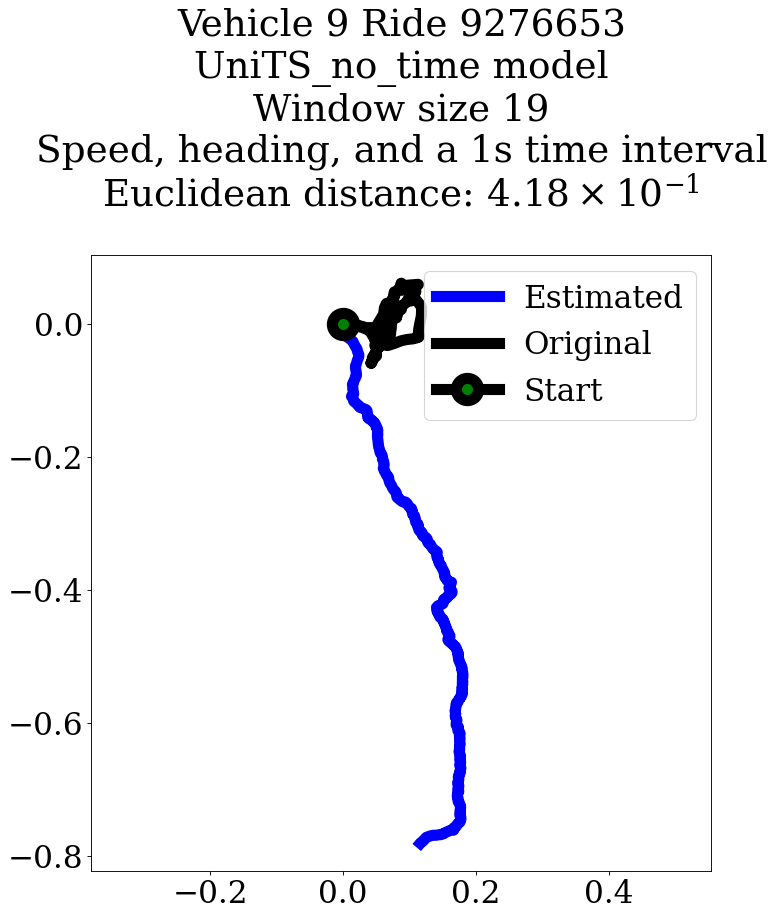 Vehicle 9 Ride 9276653
UniTS_no_time model
Window size 19
Speed, heading, and a 1s time interval
Euclidean distance: 4.18 × 10⁻¹
Estimated
Original
Start
0.0
−0.2
−0.4
−0.6
−0.8
−0.2 0.0 0.2 0.4